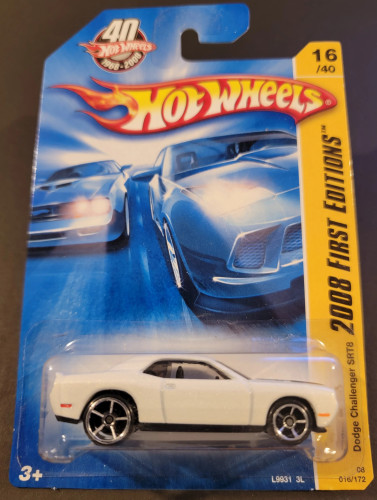 40
HOT WHEELS
1968-2008
16
/40
HOT WHEELS
2008 FIRST EDITIONS™
Dodge Challenger SRT8
3+
L9931 3L
08
016/172